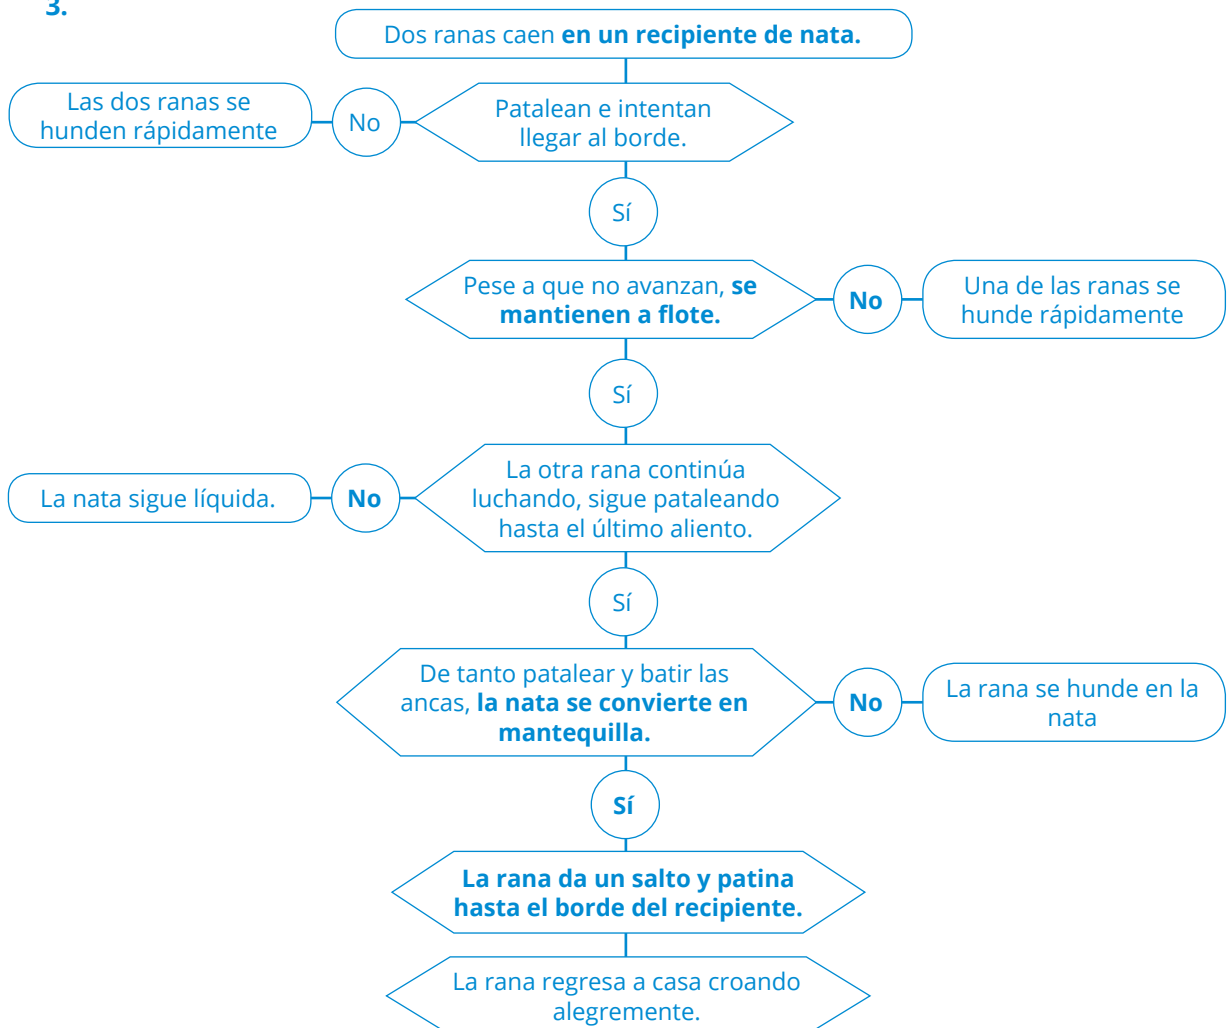 3.
Dos ranas caen en un recipiente de nata.
Las dos ranas se
hunden rápidamente
No
Patalean e intentan
llegar al borde.
Sí
Pese a que no avanzan, se
mantienen a flote.
No
Una de las ranas se
hunde rápidamente
Sí
La nata sigue líquida.
No
La otra rana continúa
luchando, sigue pataleando
hasta el último aliento.
Sí
De tanto patalear y batir las
ancas, la nata se convierte en
mantequilla.
No
La rana se hunde en la
nata
Sí
La rana da un salto y patina
hasta el borde del recipiente.
La rana regresa a casa croando
alegremente.